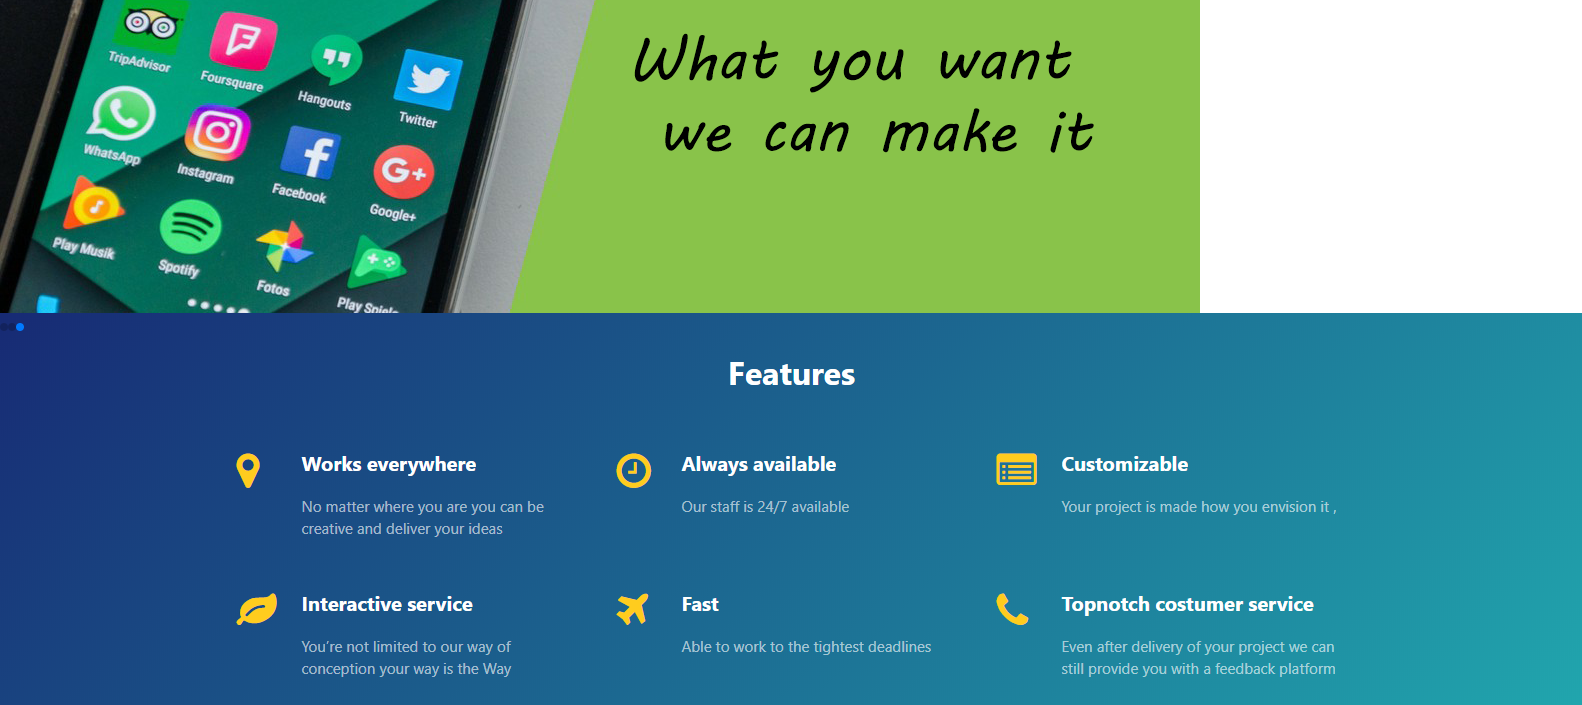 TripAdvisor
Foursquare
Hangouts
Twitter
WhatsApp
Instagram
Facebook
G+
Google+
Play Musik
Spotify
Fotos
Play Spiele
What you want
we can make it
Features
Works everywhere
No matter where you are you can be
creative and deliver your ideas
Always available
Our staff is 24/7 available
Customizable
Your project is made how you envision it ,
Interactive service
You’re not limited to our way of
conception your way is the Way
Fast
Able to work to the tightest deadlines
Topnotch costumer service
Even after delivery of your project we can
still provide you with a feedback platform